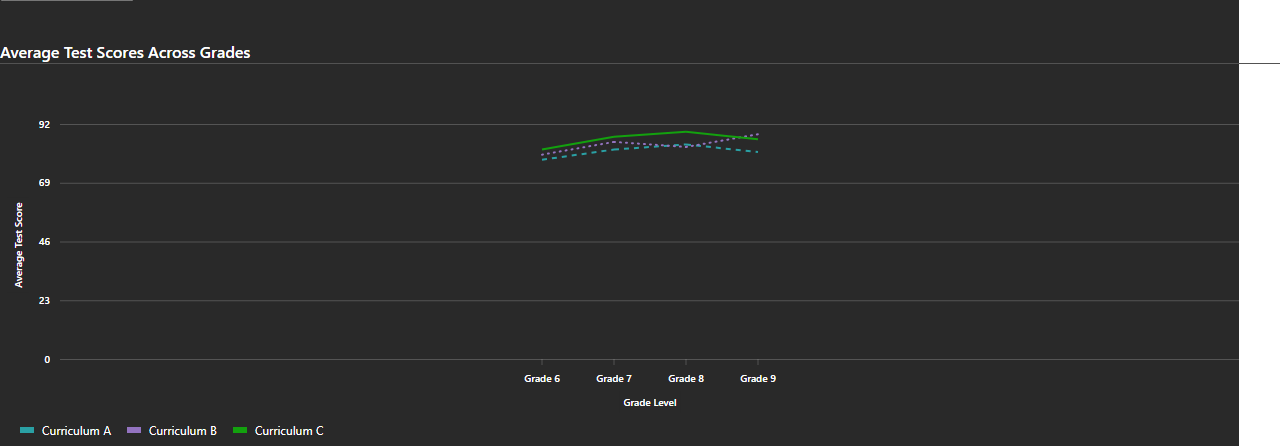 Average Test Scores Across Grades
92
69
46
23
0
Average Test Score
Grade 6 Grade 7 Grade 8 Grade 9
Grade Level
Curriculum A Curriculum B Curriculum C